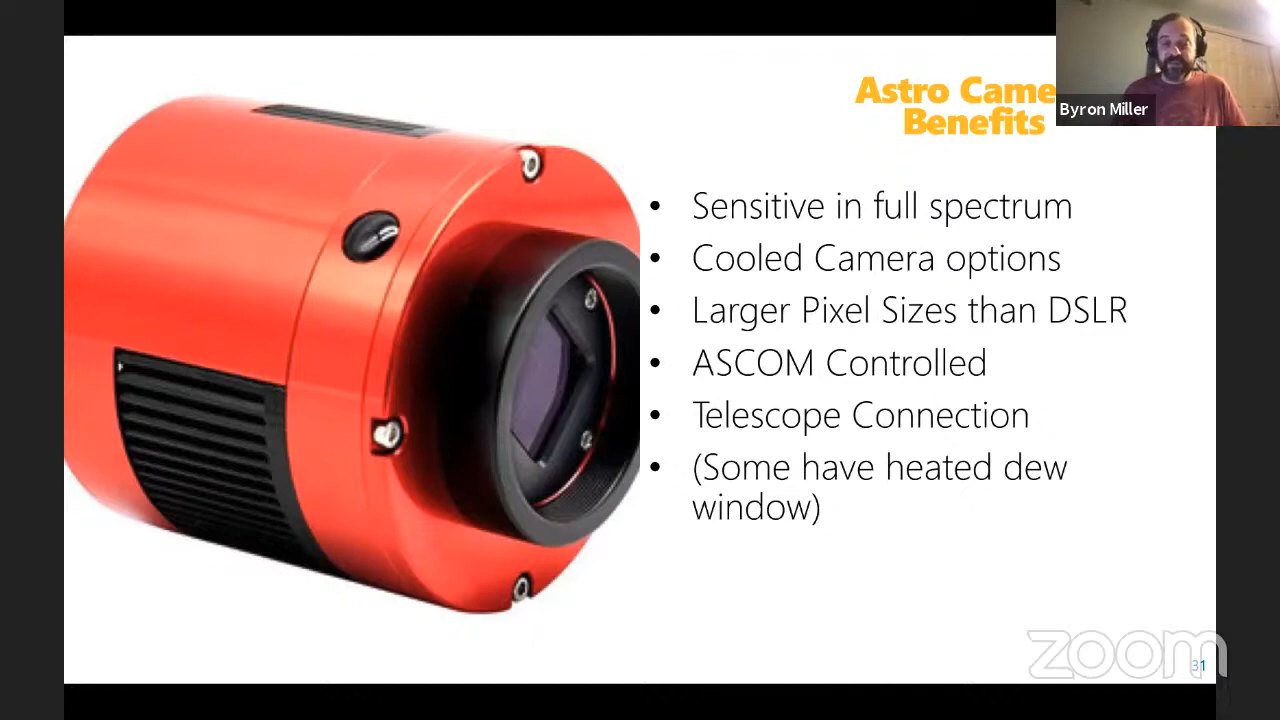 Astro Came
Benefits
Byron Miller
• Sensitive in full spectrum
• Cooled Camera options
• Larger Pixel Sizes than DSLR
• ASCOM Controlled
• Telescope Connection
• (Some have heated dew
window)
zoom
31